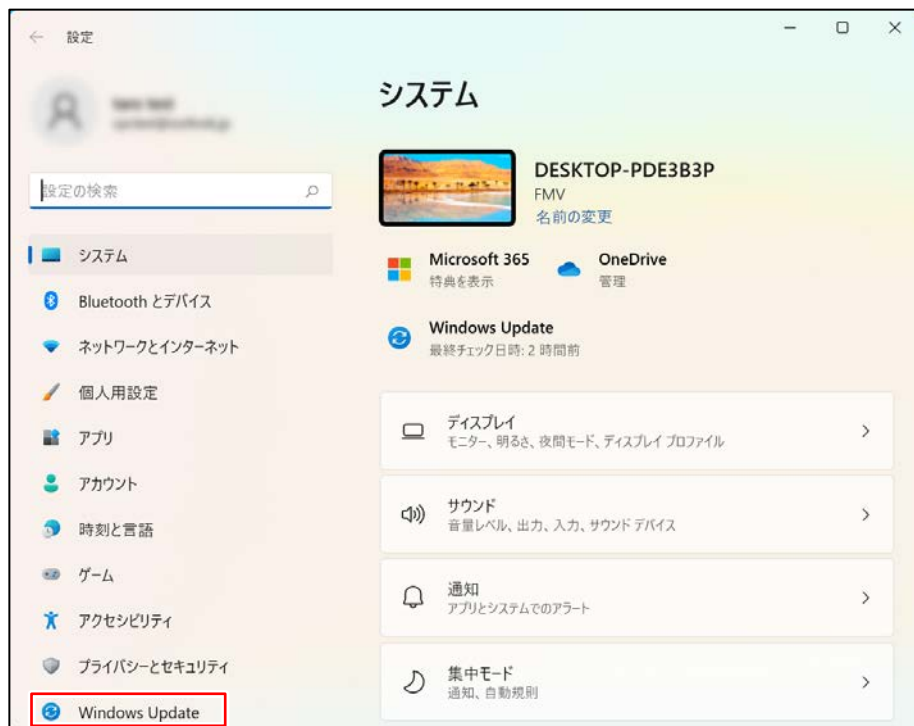 設定
設定の検索
システム
Bluetooth とデバイス
ネットワークとインターネット
個人用設定
アプリ
アカウント
時刻と言語
ゲーム
アクセシビリティ
プライバシーとセキュリティ
Windows Update
システム
DESKTOP-PDE3B3P
FMV
名前の変更
Microsoft 365
特典を表示
OneDrive
管理
Windows Update
最終チェック日時: 2 時間前
ディスプレイ
モニター、明るさ、夜間モード、ディスプレイ プロファイル
サウンド
音量レベル、出力、入力、サウンド デバイス
通知
アプリとシステムでのアラート
集中モード
通知、自動規則